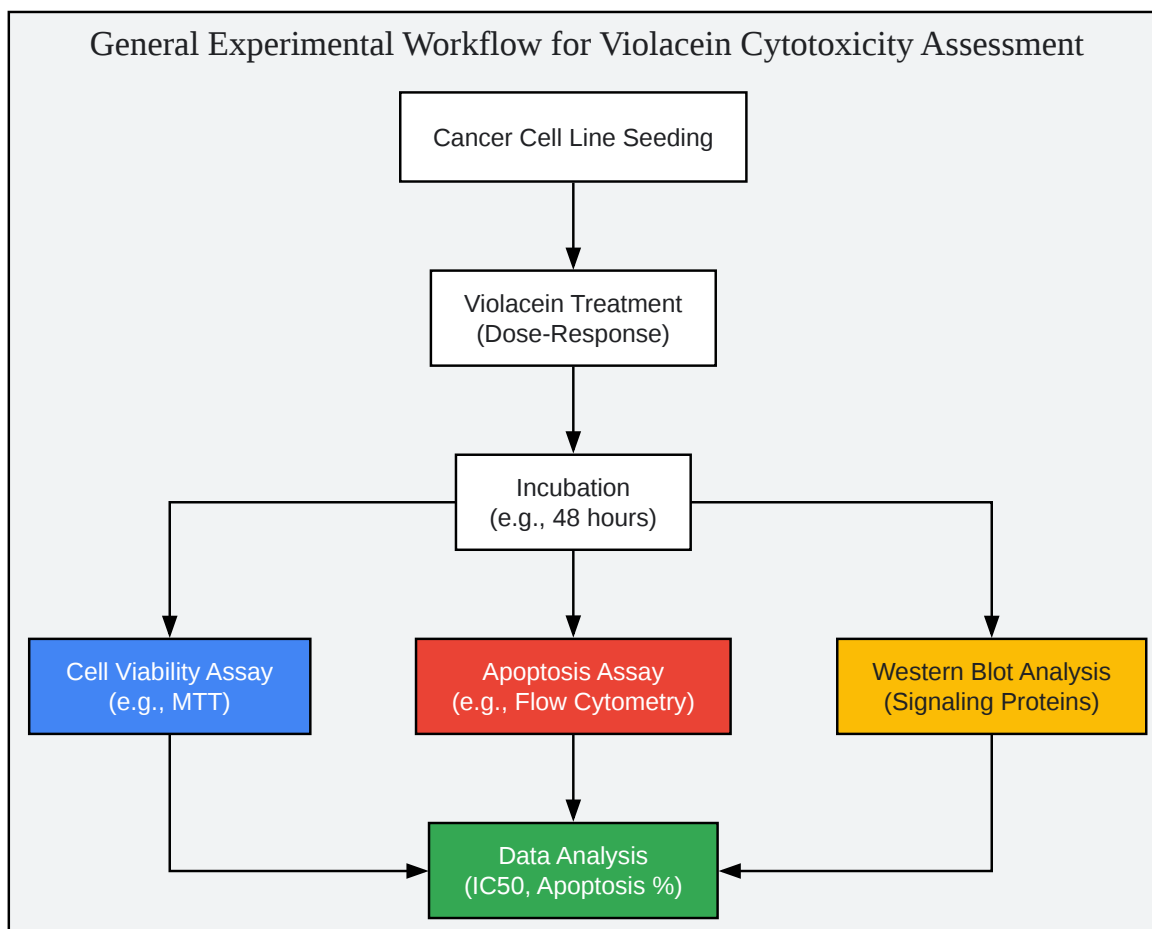 General Experimental Workflow for Violacein Cytotoxicity Assessment
Cancer Cell Line Seeding
Violacein Treatment
(Dose-Response)
Incubation
(e.g., 48 hours)
Cell Viability Assay
(e.g., MTT)
Apoptosis Assay
(e.g., Flow Cytometry)
Western Blot Analysis
(Signaling Proteins)
Data Analysis
(IC50, Apoptosis %)